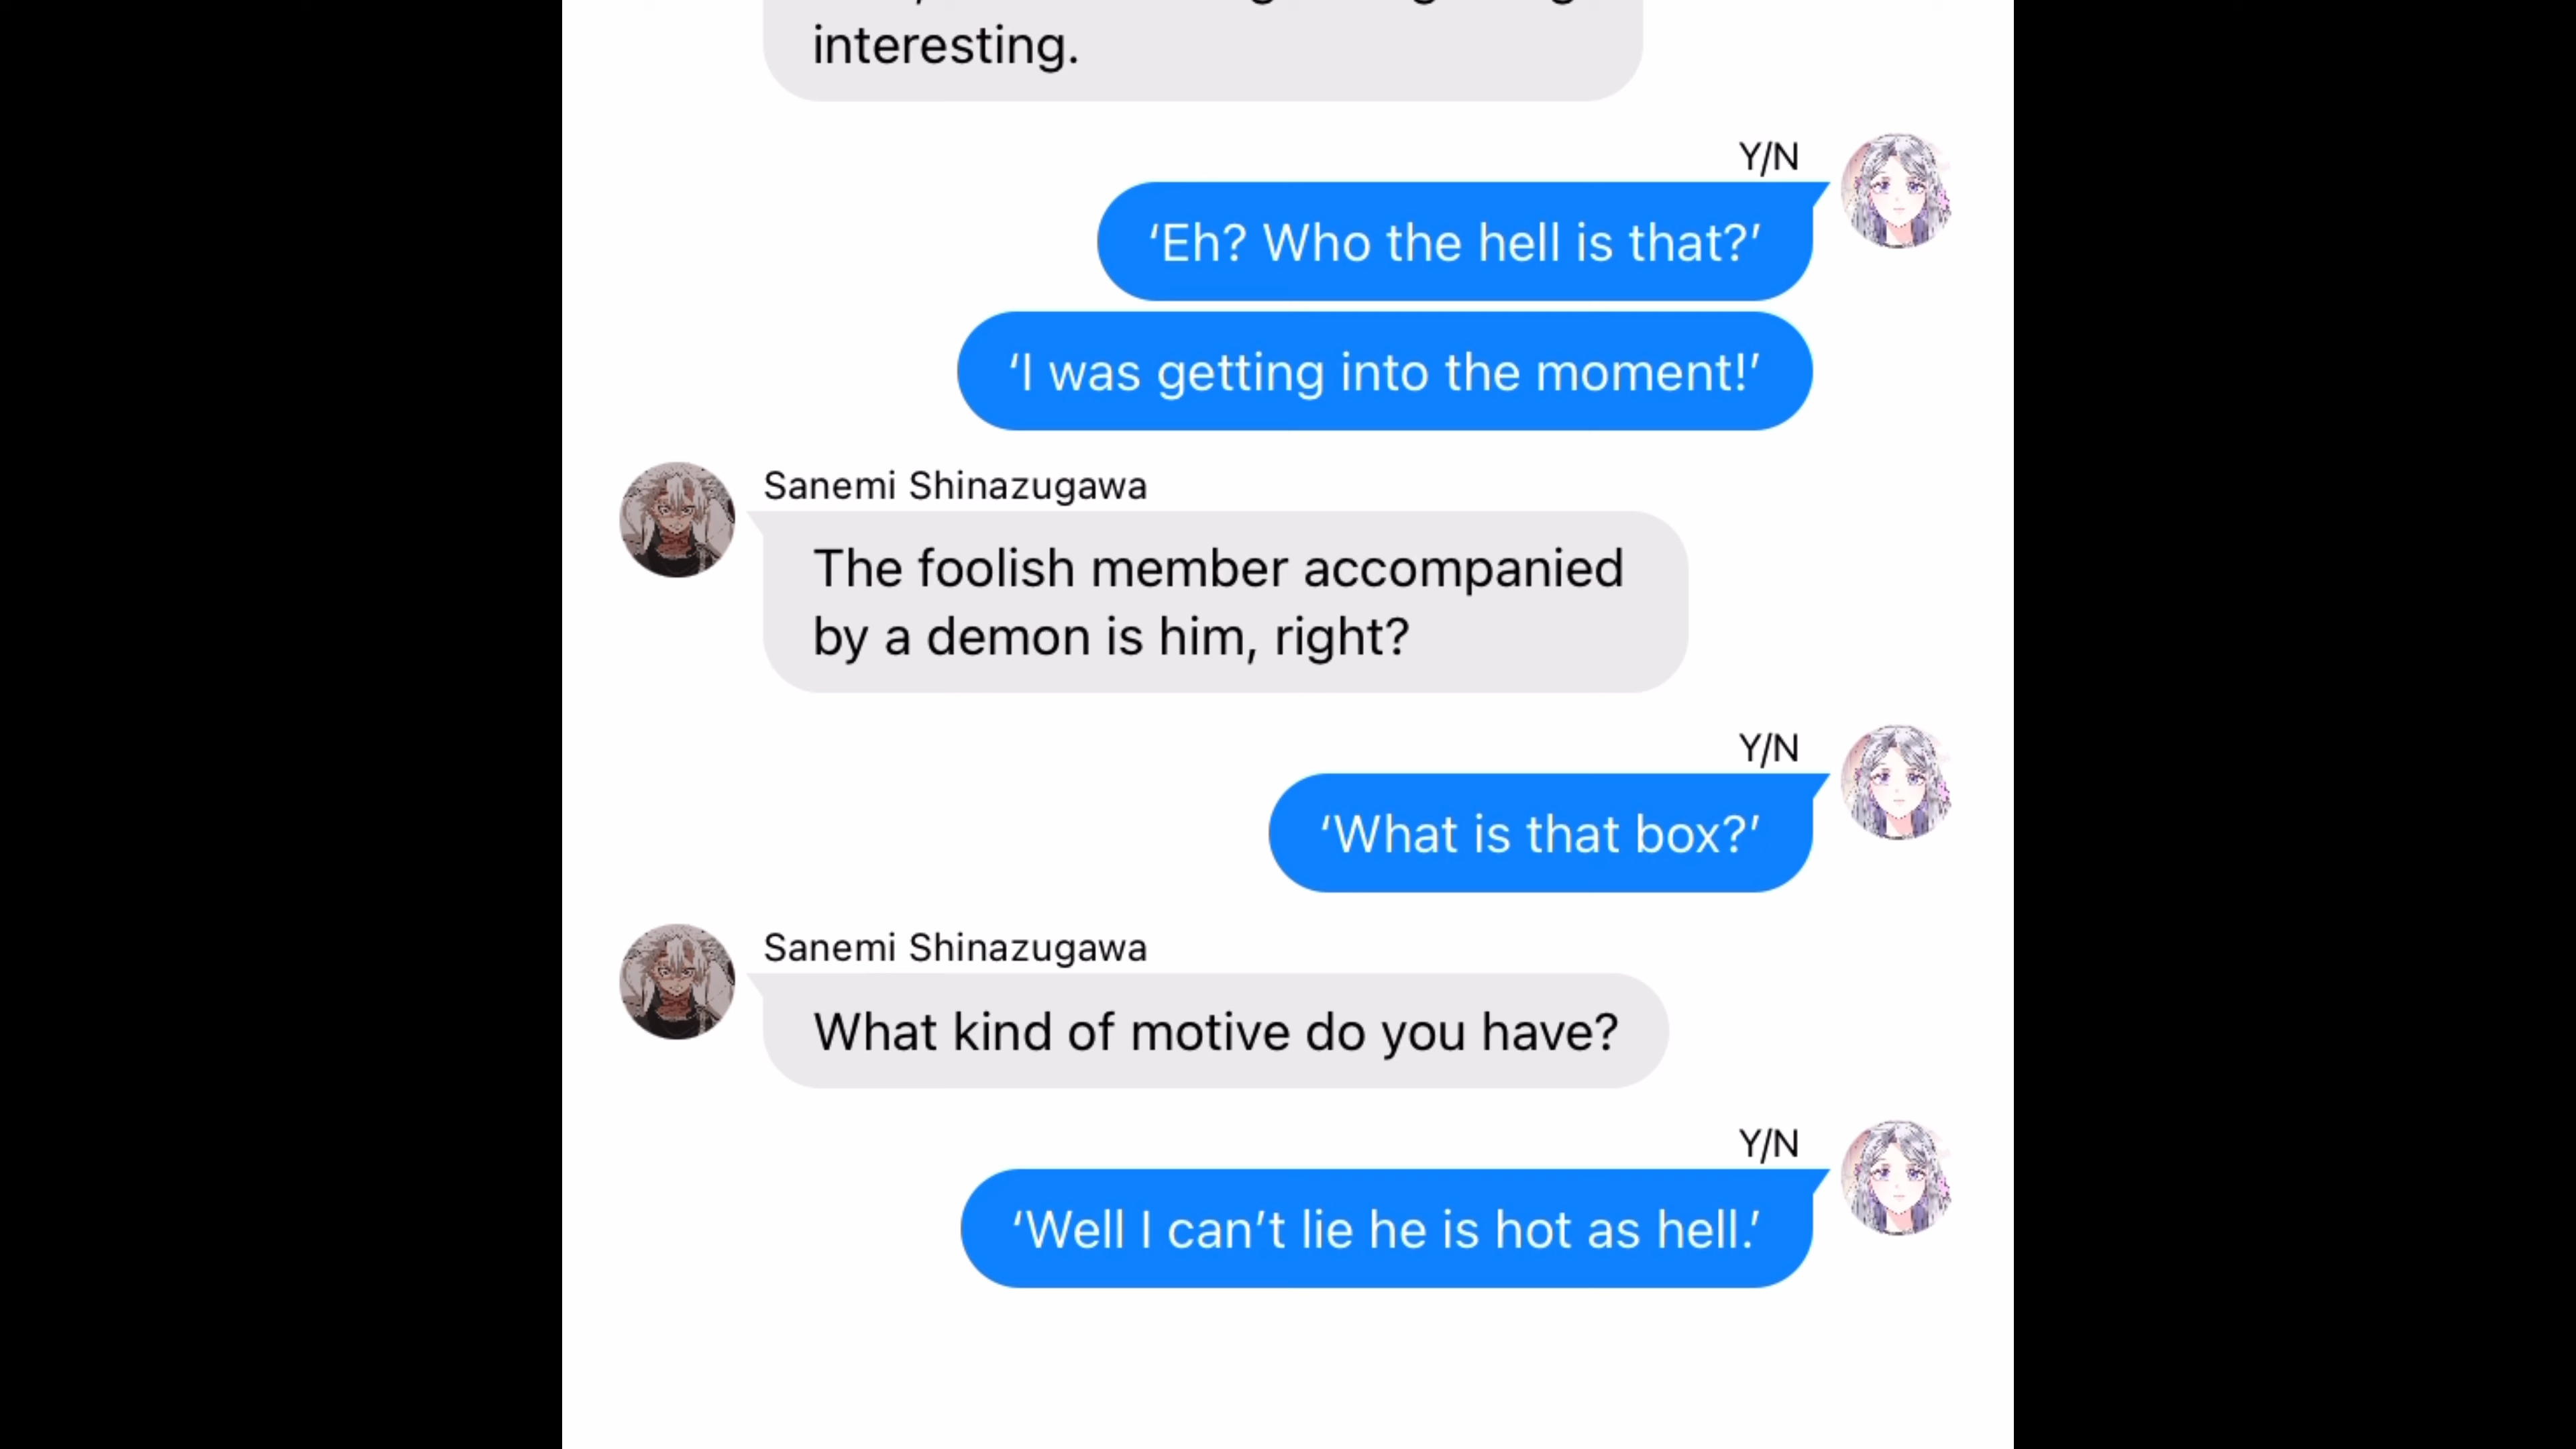 interesting.
Y/N
‘Eh? Who the hell is that?’
‘I was getting into the moment!’
Sanemi Shinazugawa
The foolish member accompanied
by a demon is him, right?
Y/N
‘What is that box?’
Sanemi Shinazugawa
What kind of motive do you have?
Y/N
‘Well I can’t lie he is hot as hell.’